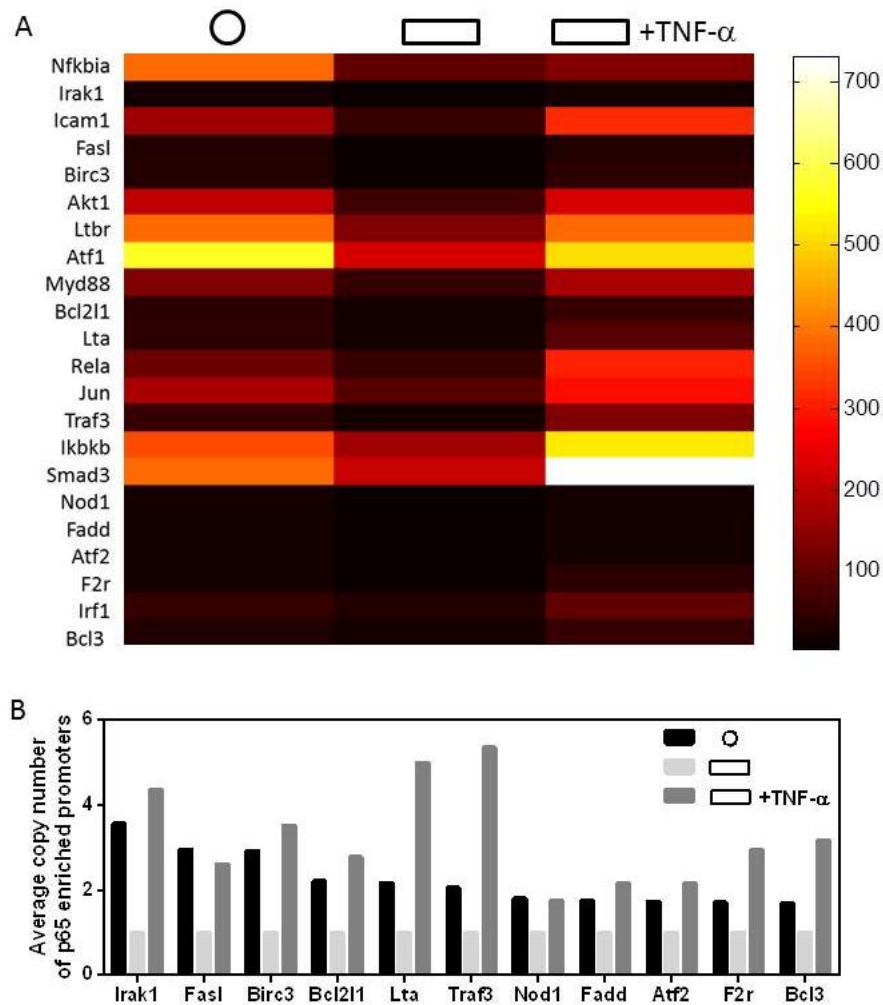 A
+TNF-α
Nfkbia
Irak1
Icam1
Fasl
Birc3
Akt1
Ltbr
Atf1
Myd88
Bcl2l1
Lta
Rela
Jun
Traf3
Ikbkb
Smad3
Nod1
Fadd
Atf2
F2r
Irf1
Bcl3
700
600
500
400
300
200
100
B
Average copy number
of p65 enriched promoters
6
4
2
0
+TNF-α
Irak1 Fasl Birc3 Bcl2l1 Lta Traf3 Nod1 Fadd Atf2 F2r Bcl3